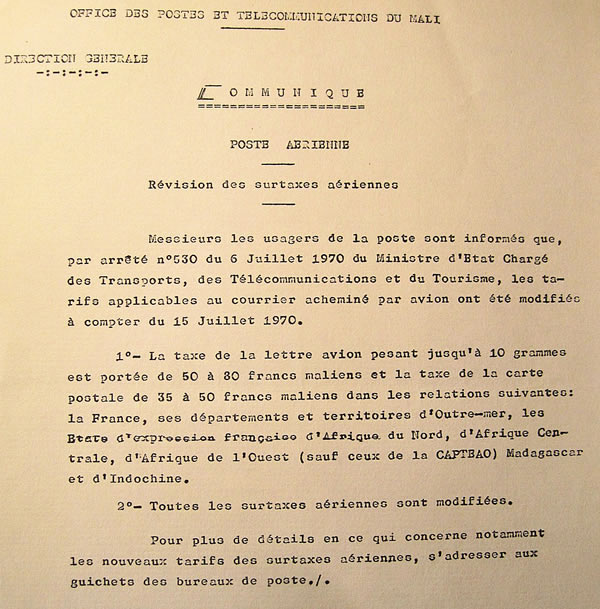 OFFICE DES POSTES ET TELECOMMUNICATIONS DU MALI
DIRECTION GENERALE
-:-:-:-:-
C O M M U N I Q U E
=====================
POSTE AERIENNE
Révision des surtaxes aériennes
Messieurs les usagers de la poste sont informés que,
par arrêté n°530 du 6 Juillet 1970 du Ministre d'Etat Chargé
des Transports, des Télécommunications et du Tourisme, les ta-
rifs applicables au courrier acheminé par avion ont été modifiés
à compter du 15 Juillet 1970.
1°- La taxe de la lettre avion pesant jusqu'à 10 grammes
est portée de 50 à 80 francs maliens et la taxe de la carte
postale de 35 à 50 francs maliens dans les relations suivantes:
la France, ses départements et territoires d'Outre-mer, les
Etats d'expression française d'Afrique du Nord, d'Afrique Cen-
trale, d'Afrique de l'Ouest (sauf ceux de la CAPTEAO) Madagascar
et d'Indochine.
2°- Toutes les surtaxes aériennes sont modifiées.
Pour plus de détails en ce qui concerne notamment
les nouveaux tarifs des surtaxes aériennes, s'adresser aux
guichets des bureaux de poste./.